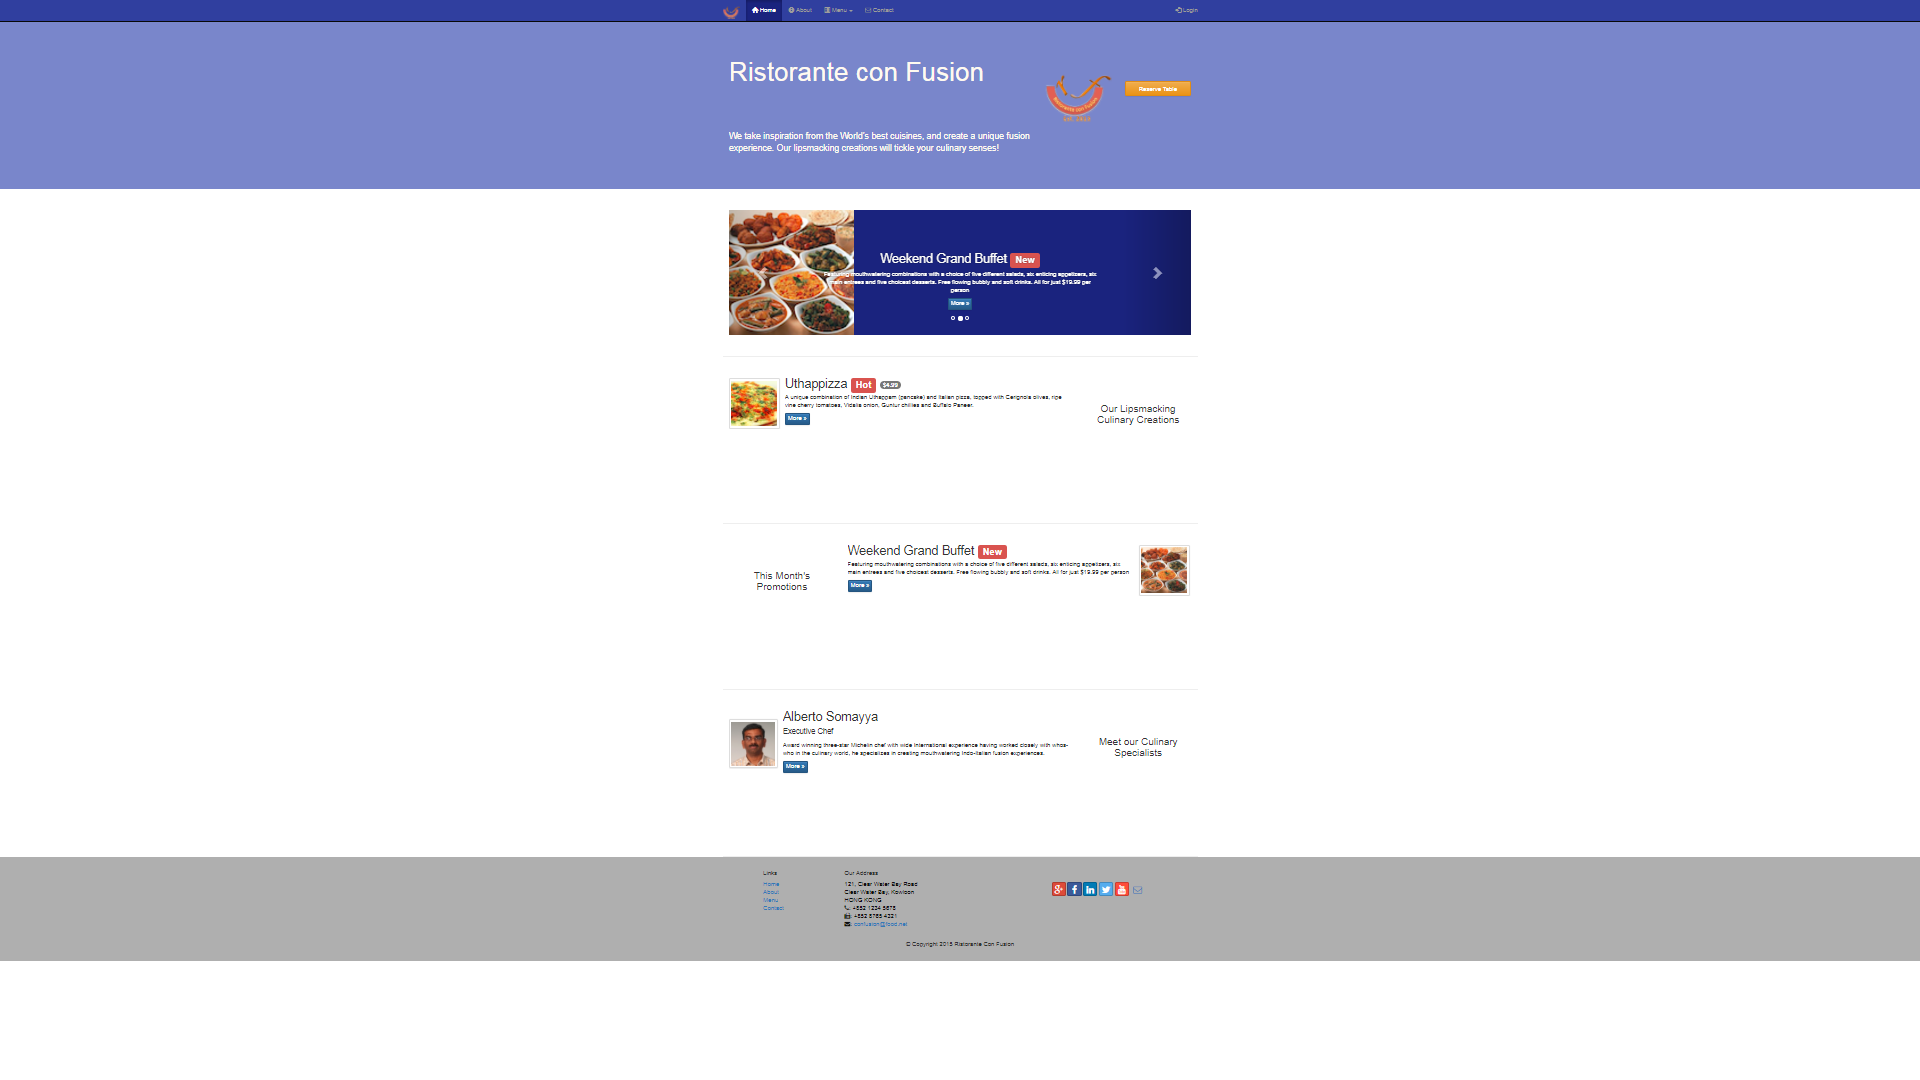 Home About Menu Contact Login
Ristorante con Fusion
Reserve Table
We take inspiration from the World's best cuisines, and create a unique fusion
experience. Our lipsmacking creations will tickle your culinary senses!
Weekend Grand Buffet New
Featuring mouthwatering combinations with a choice of five different salads, six enticing appetizers, six
main entrees and five choicest desserts. Free flowing bubbly and soft drinks. All for just $19.99 per
person
More »
Uthappizza Hot $4.99
A unique combination of Indian Uthappam (pancake) and Italian pizza, topped with Cerignola olives, ripe
vine cherry tomatoes, Vidalia onion, Guntur chillies and Buffalo Paneer.
More »
Our Lipsmacking
Culinary Creations
This Month's
Promotions
Weekend Grand Buffet New
Featuring mouthwatering combinations with a choice of five different salads, six enticing appetizers, six
main entrees and five choicest desserts. Free flowing bubbly and soft drinks. All for just $19.99 per person
More »
Alberto Somayya
Executive Chef
Award winning three-star Michelin chef with wide International experience having worked closely with whos-
who in the culinary world, he specializes in creating mouthwatering Indo-Italian fusion experiences.
More »
Meet our Culinary
Specialists
Links
Home
About
Menu
Contact
Our Address
121, Clear Water Bay Road
Clear Water Bay, Kowloon
HONG KONG
: +852 1234 5678
: +852 8765 4321
: confusion@food.net
© Copyright 2015 Ristorante Con Fusion